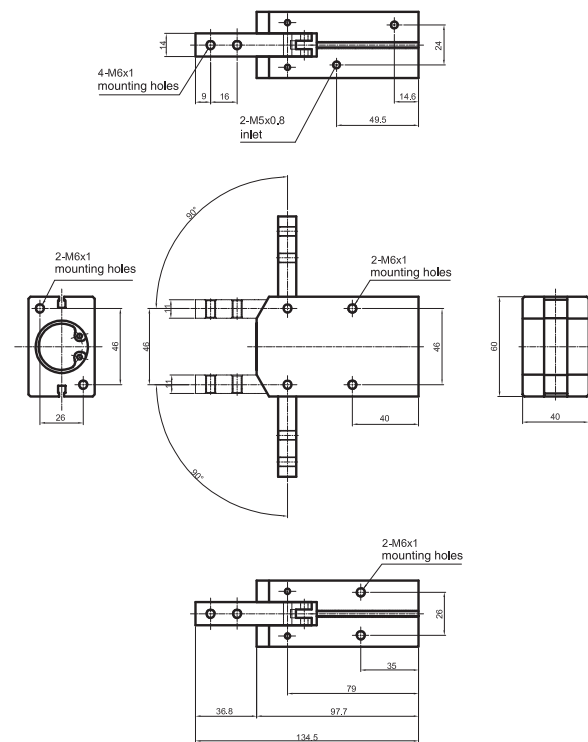 14
4-M6x1
mounting holes
9
16
2-M5x0.8
inlet
24
14.6
49.5
90°
2-M6x1
mounting holes
2-M6x1
mounting holes
11
46
46
46
60
11
26
40
40
90°
2-M6x1
mounting holes
26
35
79
36.8
97.7
134.5